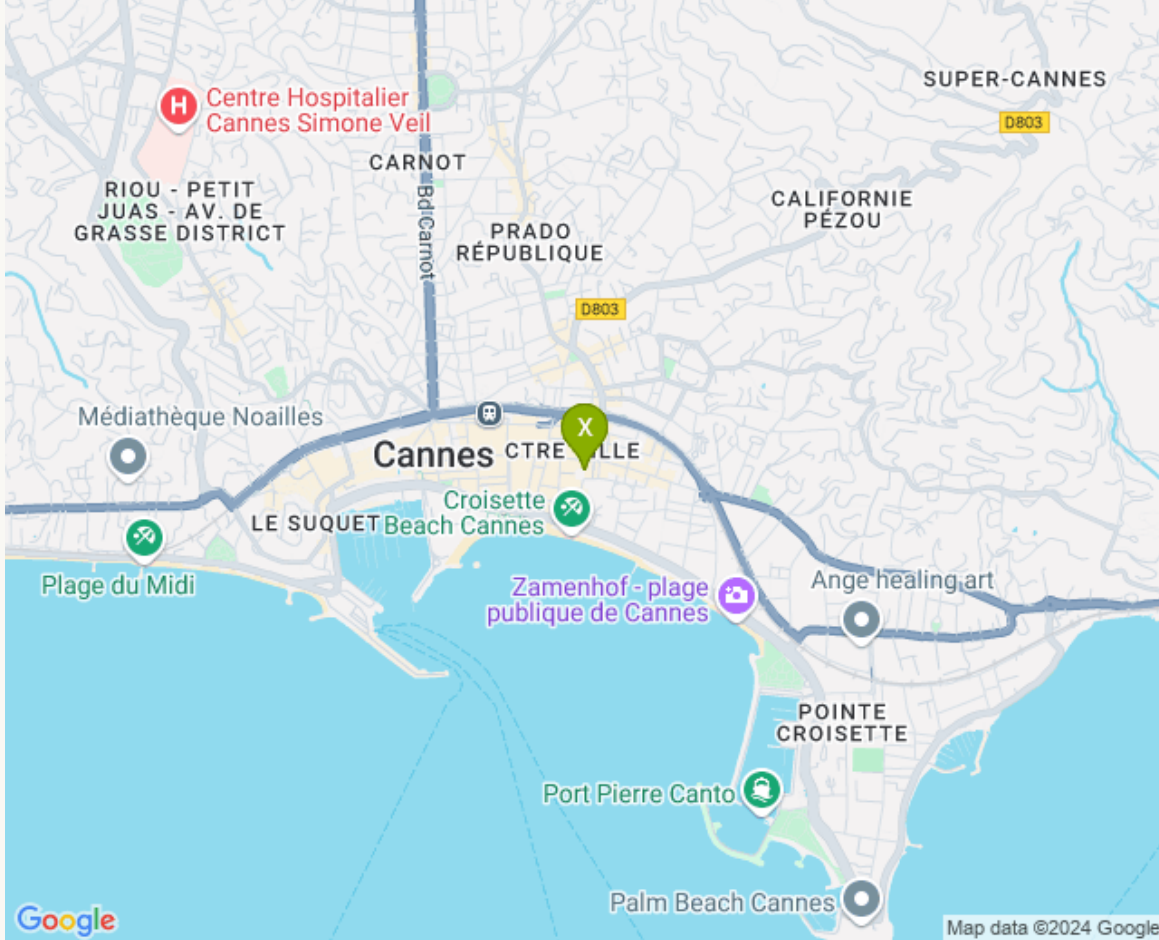 SUPER-CANNES
Centre Hospitalier
Cannes Simone Veil
H
D803
CARNOT
RIOU - PETIT
JUAS - AV. DE
GRASSE DISTRICT
Bd Carnot
CALIFORNIE
PÉZOU
PRADO
RÉPUBLIQUE
D803
Médiathèque Noailles
X
Cannes
CTRE
Croisette
Beach Cannes
LE SUQUET
Plage du Midi
Zamenhof - plage
publique de Cannes
Ange healing art
POINTE
CROISETTE
Port Pierre Canto
Palm Beach Cannes
Google
Map data ©2024 Google